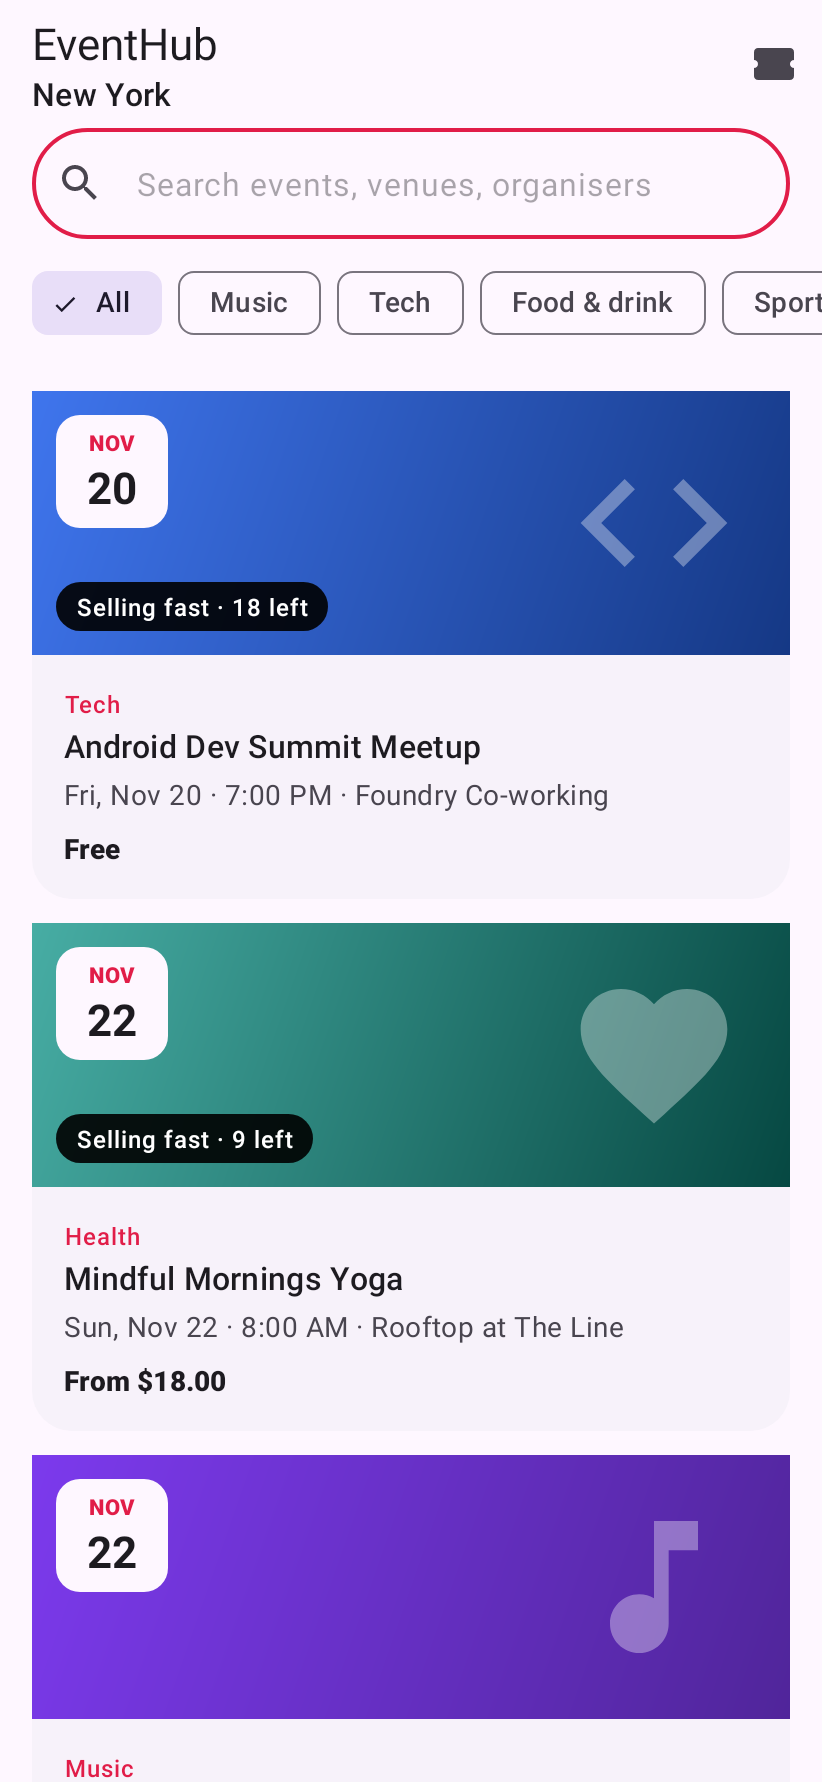 EventHub
New York
Search events, venues, organisers
All
Music
Tech
Food & drink
Sport
NOV
20
Selling fast · 18 left
Tech
Android Dev Summit Meetup
Fri, Nov 20 · 7:00 PM · Foundry Co-working
Free
NOV
22
Selling fast · 9 left
Health
Mindful Mornings Yoga
Sun, Nov 22 · 8:00 AM · Rooftop at The Line
From $18.00
NOV
22
Music